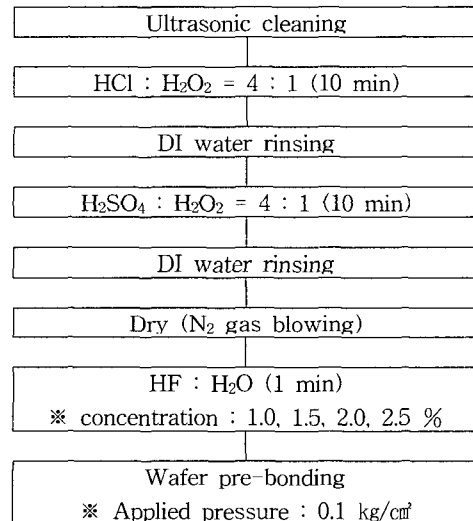 Ultrasonic cleaning
HCl : H₂O₂ = 4 : 1 (10 min)
DI water rinsing
H₂SO₄ : H₂O₂ = 4 : 1 (10 min)
DI water rinsing
Dry (N₂ gas blowing)
HF : H₂O (1 min)
※ concentration : 1.0, 1.5, 2.0, 2.5 %
Wafer pre-bonding
※ Applied pressure : 0.1 kg/㎠